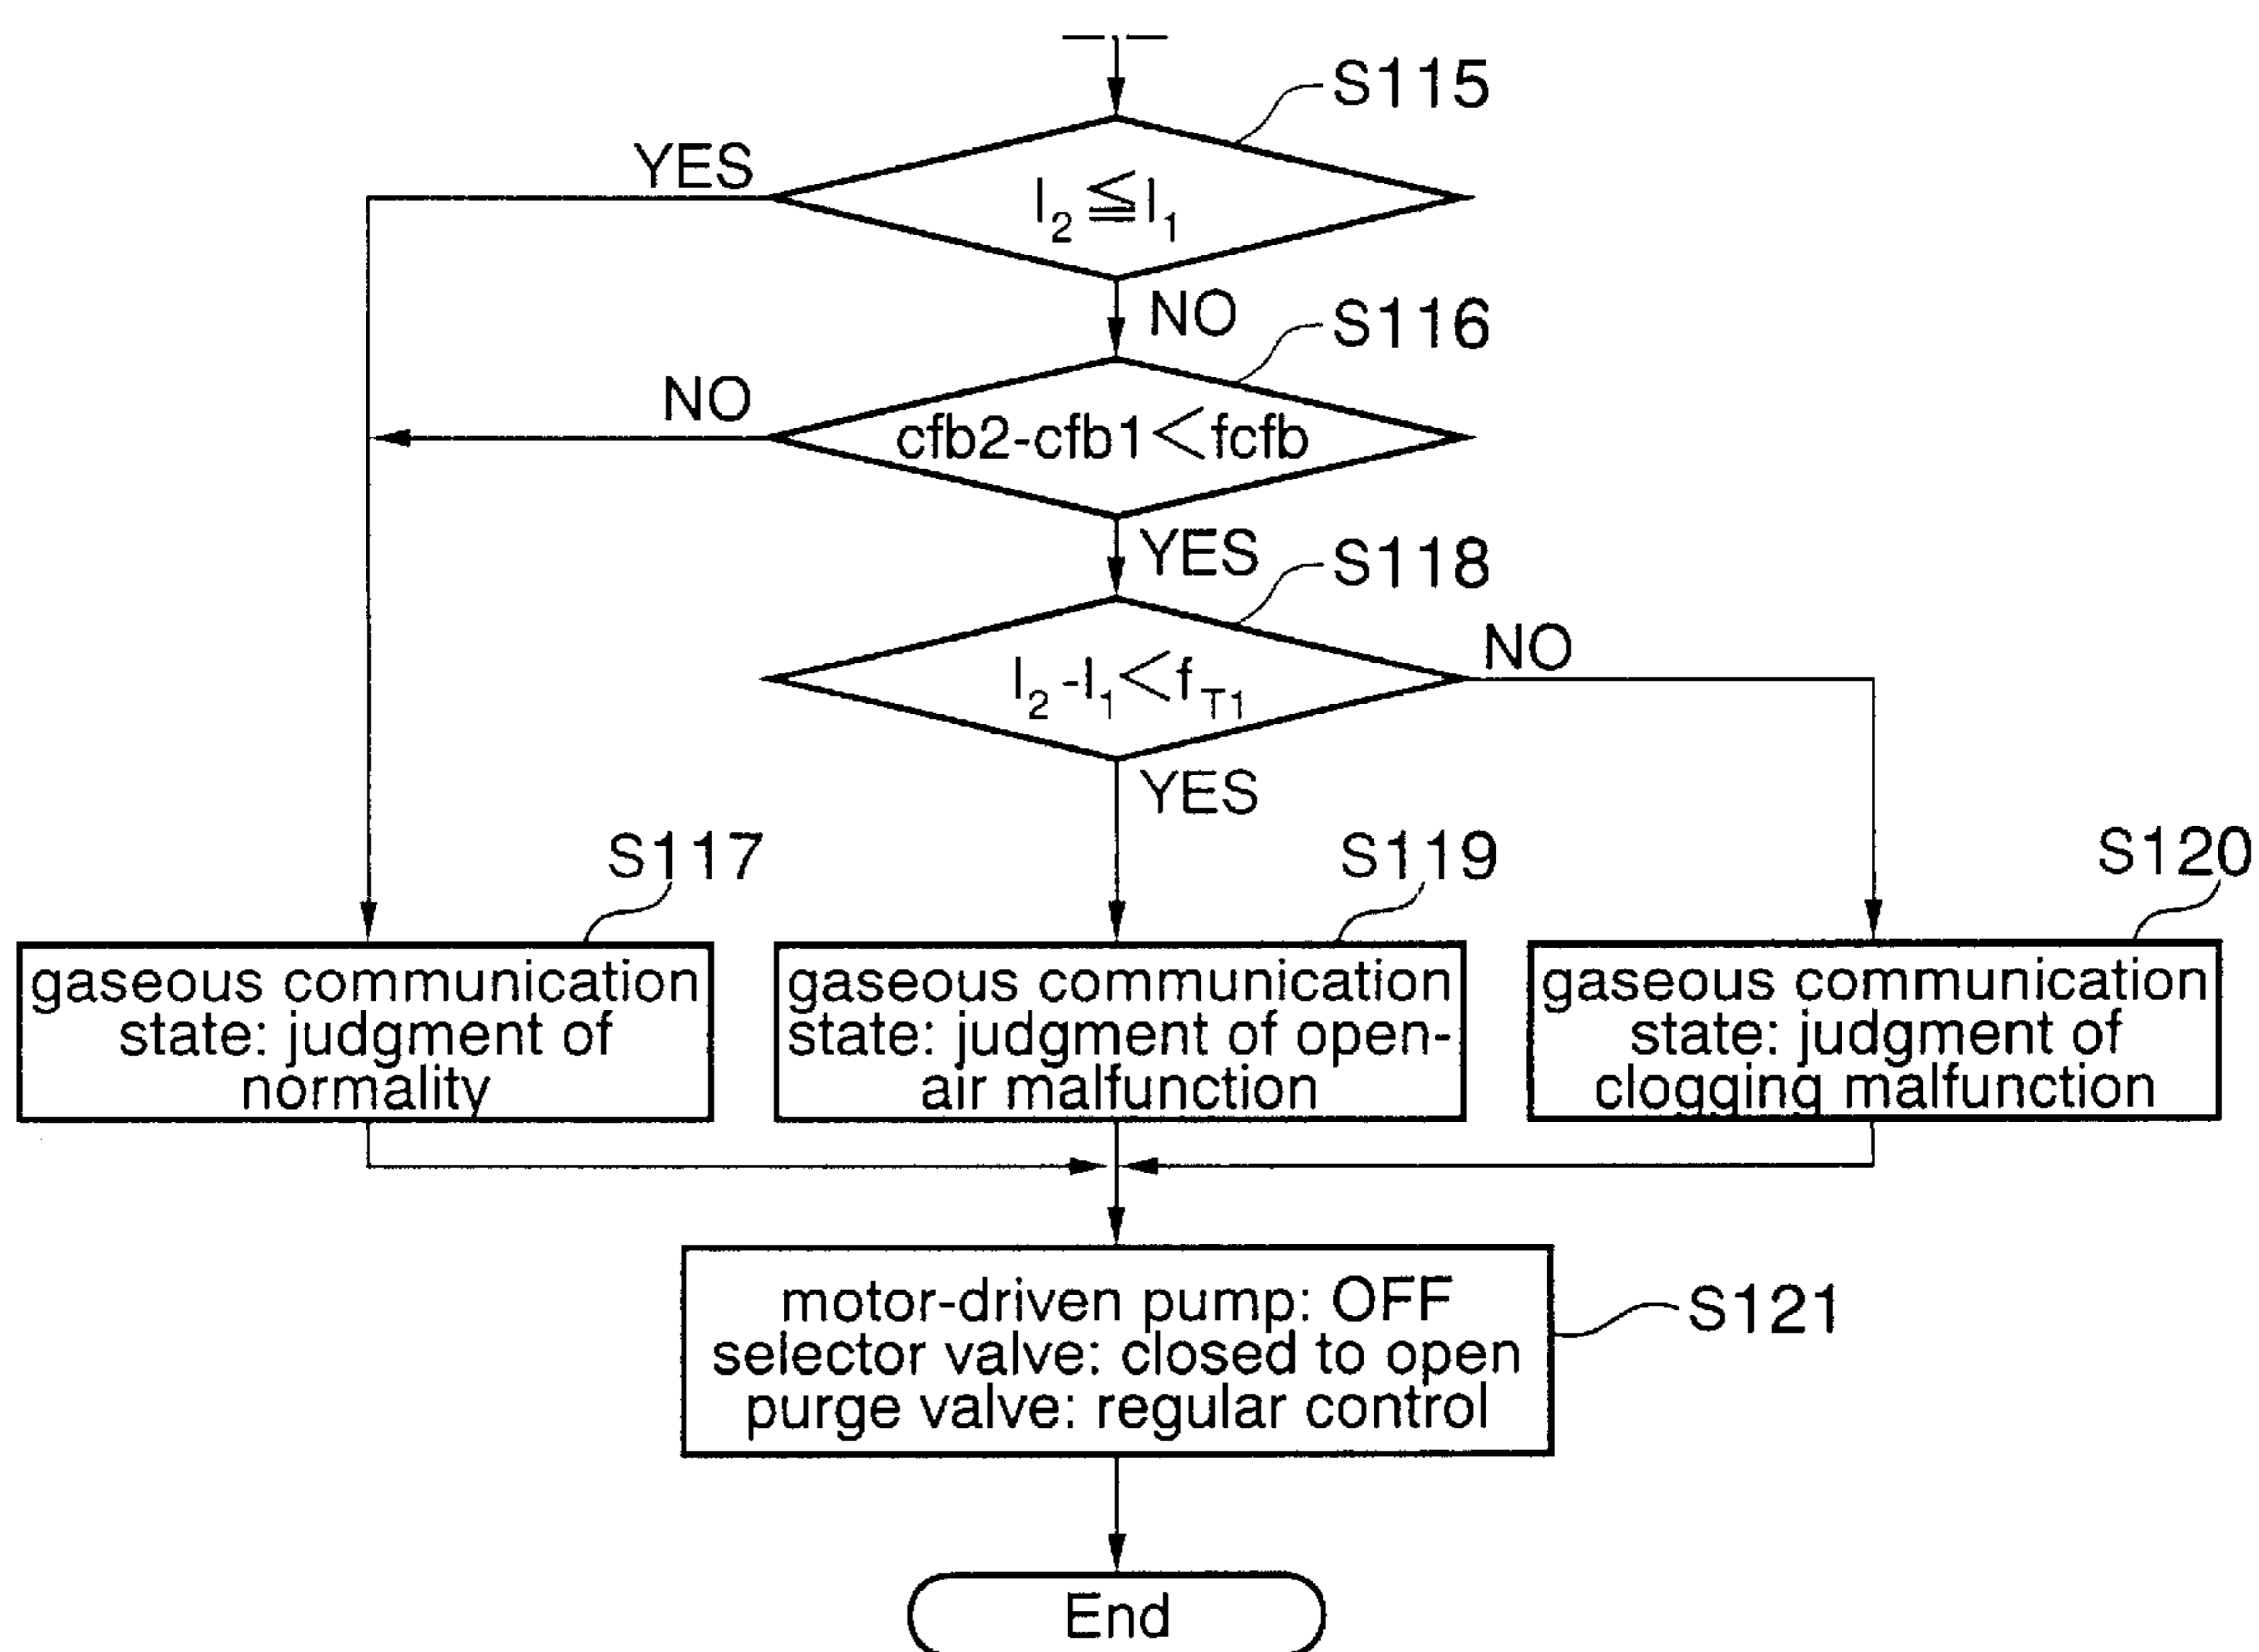 S115
YES
I₂ ≦ I₁
NO
S116
NO
cfb2-cfb1<fcfb
YES
S118
NO
I₂-I₁<f_T1
YES
S117
S119
S120
gaseous communication
state: judgment of
normality
gaseous communication
state: judgment of open-
air malfunction
gaseous communication
state: judgment of
clogging malfunction
motor-driven pump: OFF
selector valve: closed to open
purge valve: regular control
S121
End